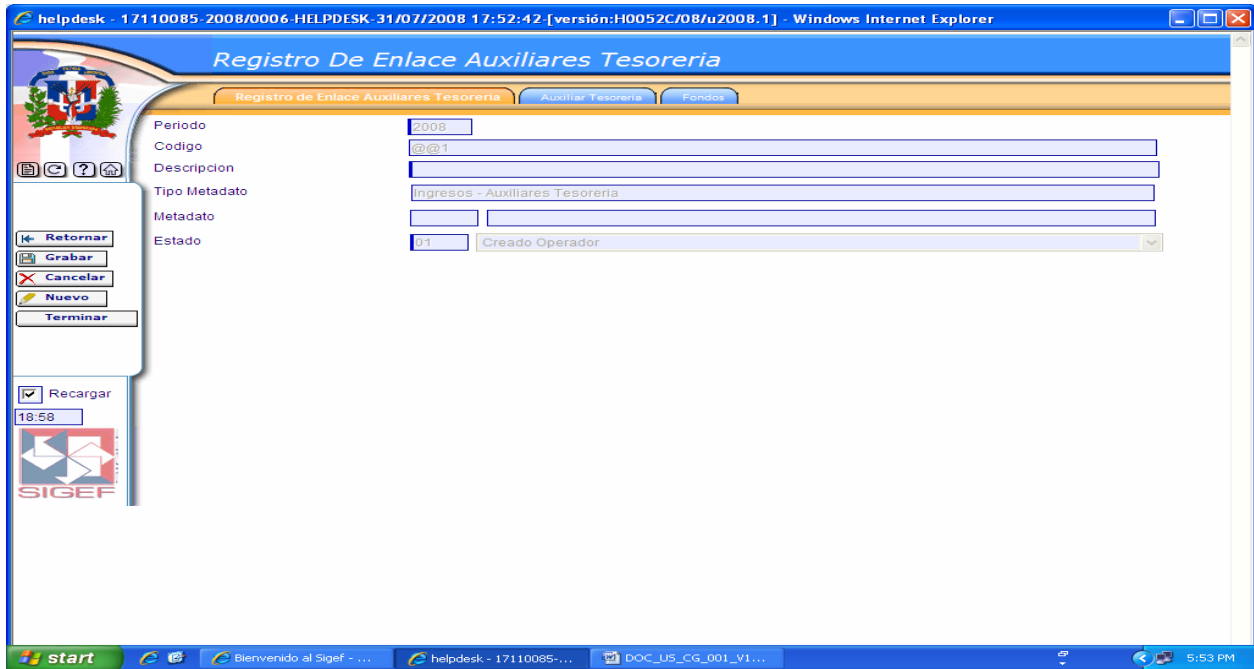 helpdesk - 17110085-2008/0006-HELPDESK-31/07/2008 17:52:42-[versión:H0052C/08/u2008.1] - Windows Internet Explorer
Registro De Enlace Auxiliares Tesoreria
Registro de Enlace Auxiliares Tesoreria Auxiliar Tesoreria Fondos
Periodo 2008
Codigo @@1
Descripcion
Tipo Metadato Ingresos - Auxiliares Tesoreria
Metadato
Estado 01 Creado Operador
Retornar
Grabar
Cancelar
Nuevo
Terminar
Recargar
18:58
SIGEF
start Bienvenido al Sigef - ... helpdesk - 17110085-... DOC_US_CG_001_V1... 5:53 PM